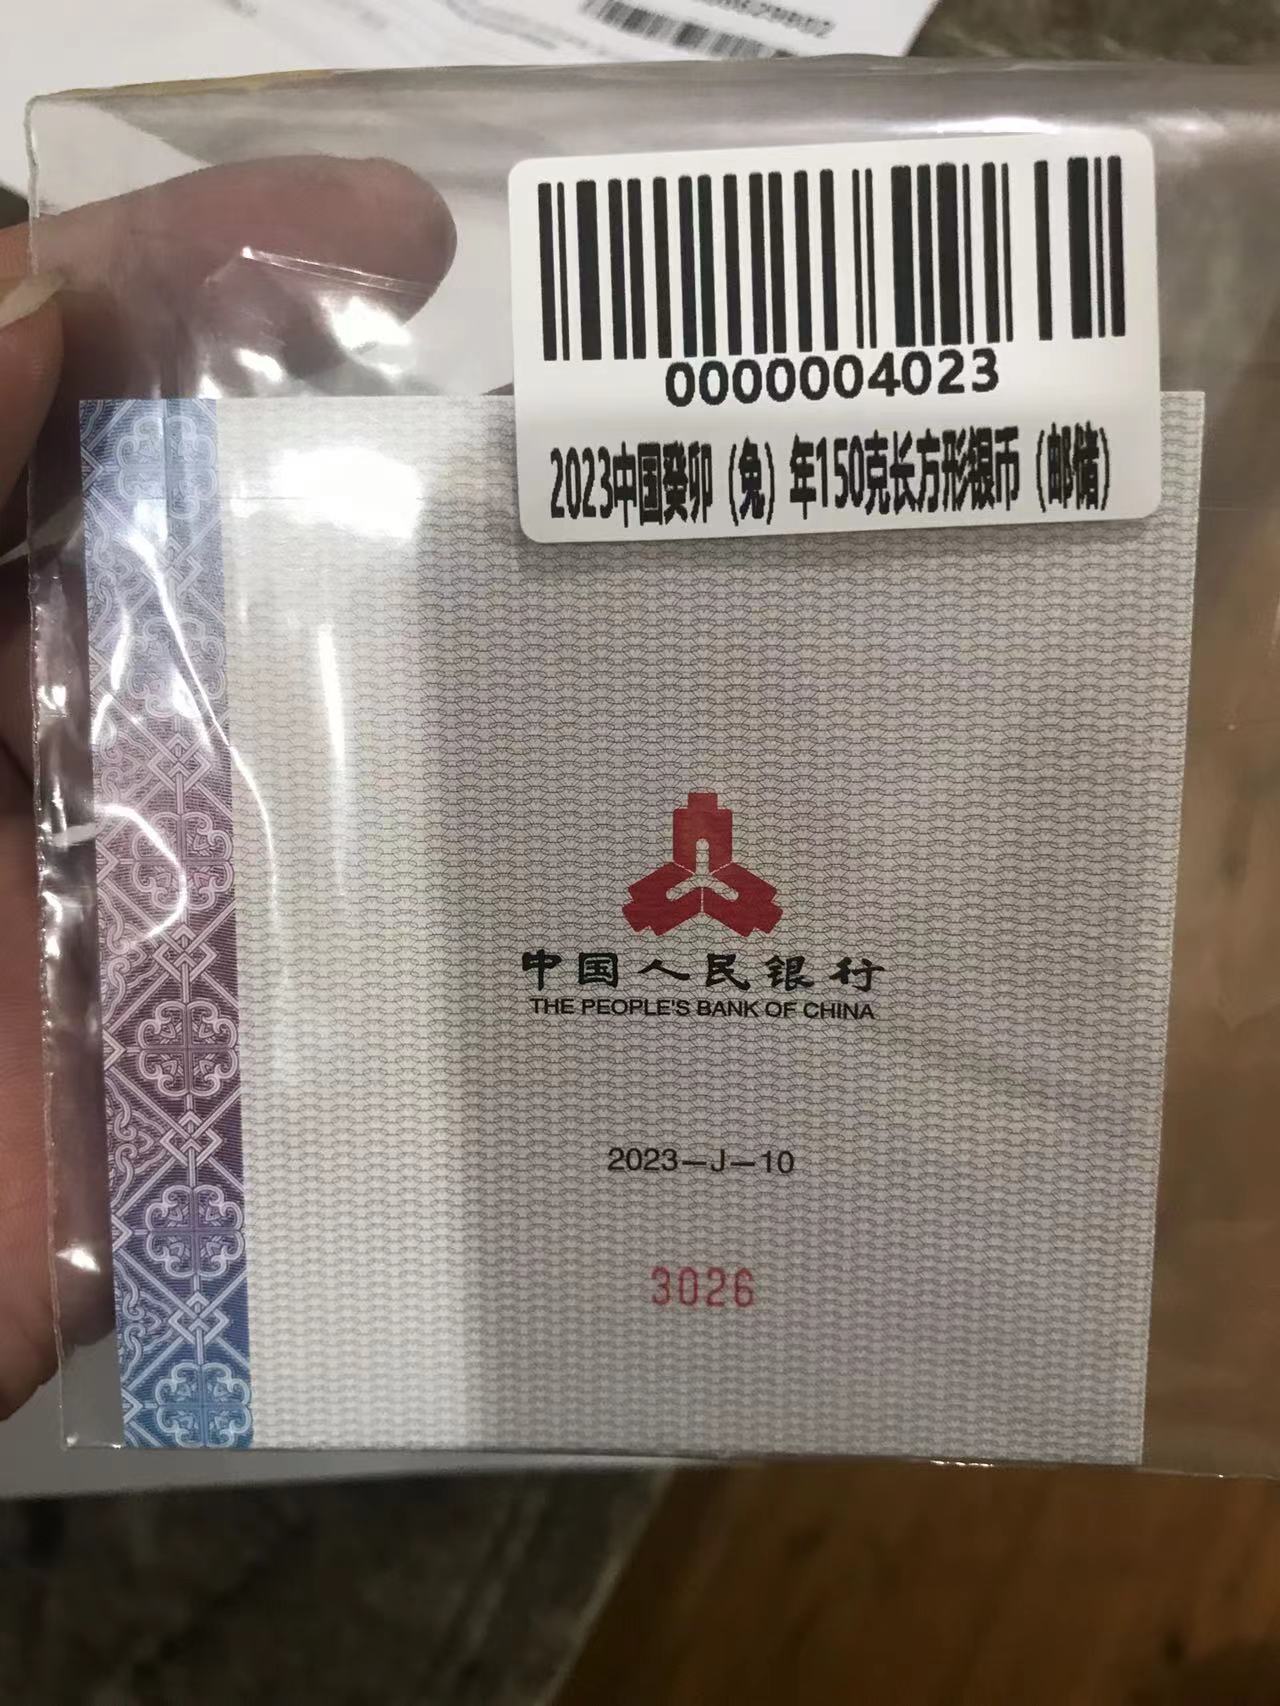 0000004023
2023中国癸卯（兔）年150克长方形银币（邮储）
中国人民银行
THE PEOPLE'S BANK OF CHINA
2023-J-10
3026